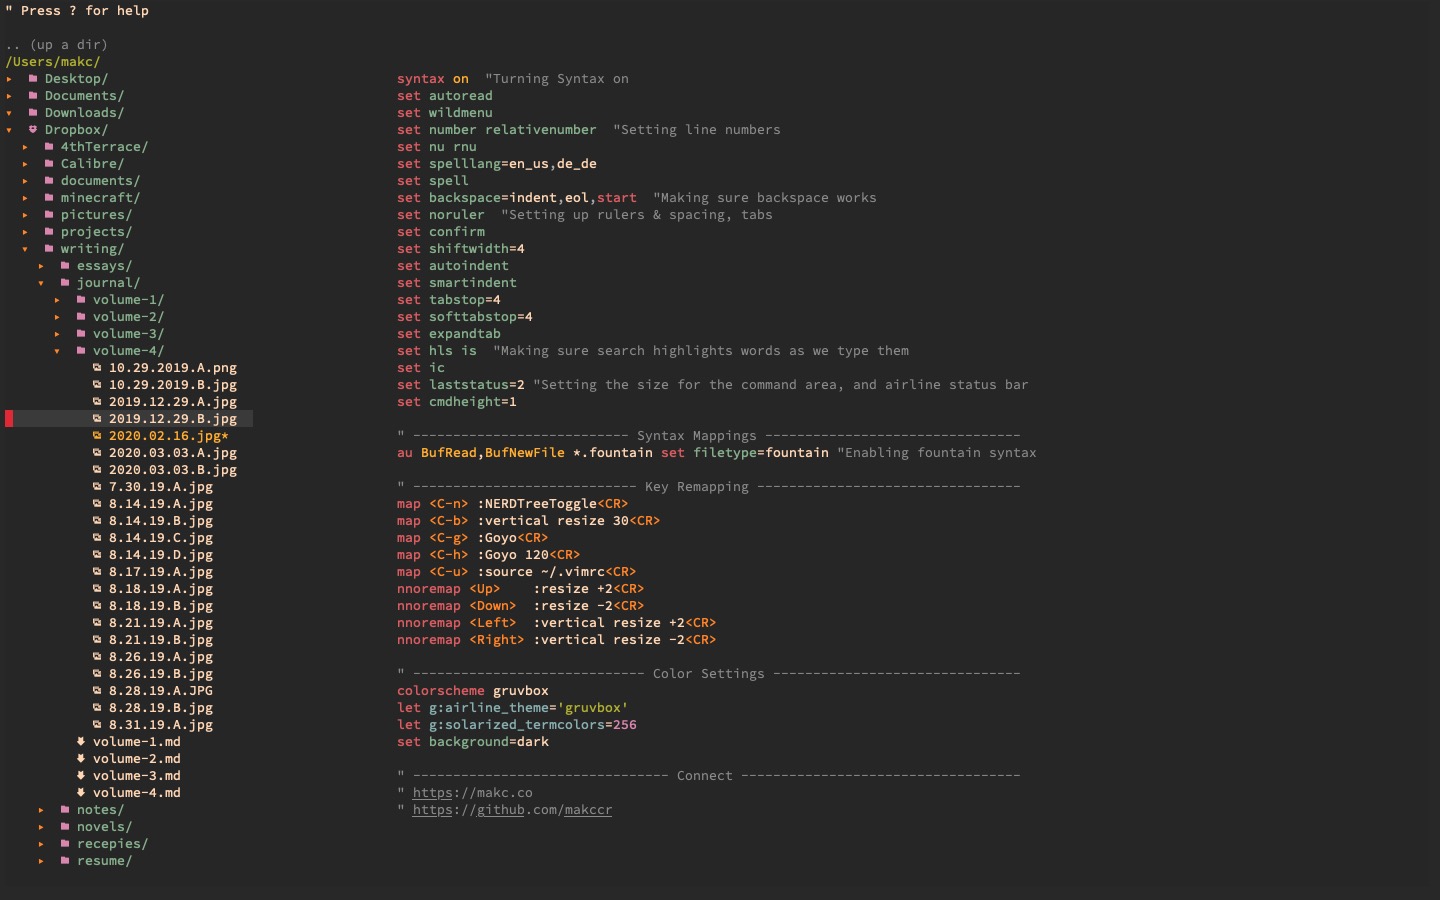 " Press ? for help
.. (up a dir)
/Users/makc/
▸ Desktop/
▸ Documents/
▾ Downloads/
▾ Dropbox/
▸ 4thTerrace/
▸ Calibre/
▸ documents/
▸ minecraft/
▸ pictures/
▸ projects/
▾ writing/
▸ essays/
▾ journal/
▸ volume-1/
▸ volume-2/
▸ volume-3/
▾ volume-4/
10.29.2019.A.png
10.29.2019.B.jpg
2019.12.29.A.jpg
2019.12.29.B.jpg
2020.02.16.jpg*
2020.03.03.A.jpg
2020.03.03.B.jpg
7.30.19.A.jpg
8.14.19.A.jpg
8.14.19.B.jpg
8.14.19.C.jpg
8.14.19.D.jpg
8.17.19.A.jpg
8.18.19.A.jpg
8.18.19.B.jpg
8.21.19.A.jpg
8.21.19.B.jpg
8.26.19.A.jpg
8.26.19.B.jpg
8.28.19.A.JPG
8.28.19.B.jpg
8.31.19.A.jpg
volume-1.md
volume-2.md
volume-3.md
volume-4.md
▸ notes/
▸ novels/
▸ recepies/
▸ resume/
syntax on  "Turning Syntax on
set autoread
set wildmenu
set number relativenumber  "Setting line numbers
set nu rnu
set spelllang=en_us,de_de
set spell
set backspace=indent,eol,start  "Making sure backspace works
set noruler  "Setting up rulers & spacing, tabs
set confirm
set shiftwidth=4
set autoindent
set smartindent
set tabstop=4
set softtabstop=4
set expandtab
set hls is  "Making sure search highlights words as we type them
set ic
set laststatus=2 "Setting the size for the command area, and airline status bar
set cmdheight=1
" --------------------------- Syntax Mappings --------------------------------
au BufRead,BufNewFile *.fountain set filetype=fountain "Enabling fountain syntax
" ---------------------------- Key Remapping ---------------------------------
map <C-n> :NERDTreeToggle<CR>
map <C-b> :vertical resize 30<CR>
map <C-g> :Goyo<CR>
map <C-h> :Goyo 120<CR>
map <C-u> :source ~/.vimrc<CR>
nnoremap <Up>    :resize +2<CR>
nnoremap <Down>  :resize -2<CR>
nnoremap <Left>  :vertical resize +2<CR>
nnoremap <Right> :vertical resize -2<CR>
" ----------------------------- Color Settings -------------------------------
colorscheme gruvbox
let g:airline_theme='gruvbox'
let g:solarized_termcolors=256
set background=dark
" -------------------------------- Connect -----------------------------------
" https://makc.co
" https://github.com/makccr